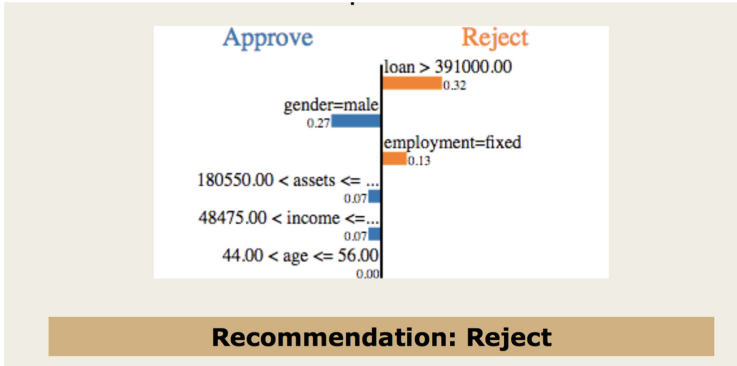 Approve Reject
loan > 391000.00
0.32
gender=male
0.27
employment=fixed
0.13
180550.00 < assets <= ...
0.07
48475.00 < income <=...
0.07
44.00 < age <= 56.00
0.00
Recommendation: Reject